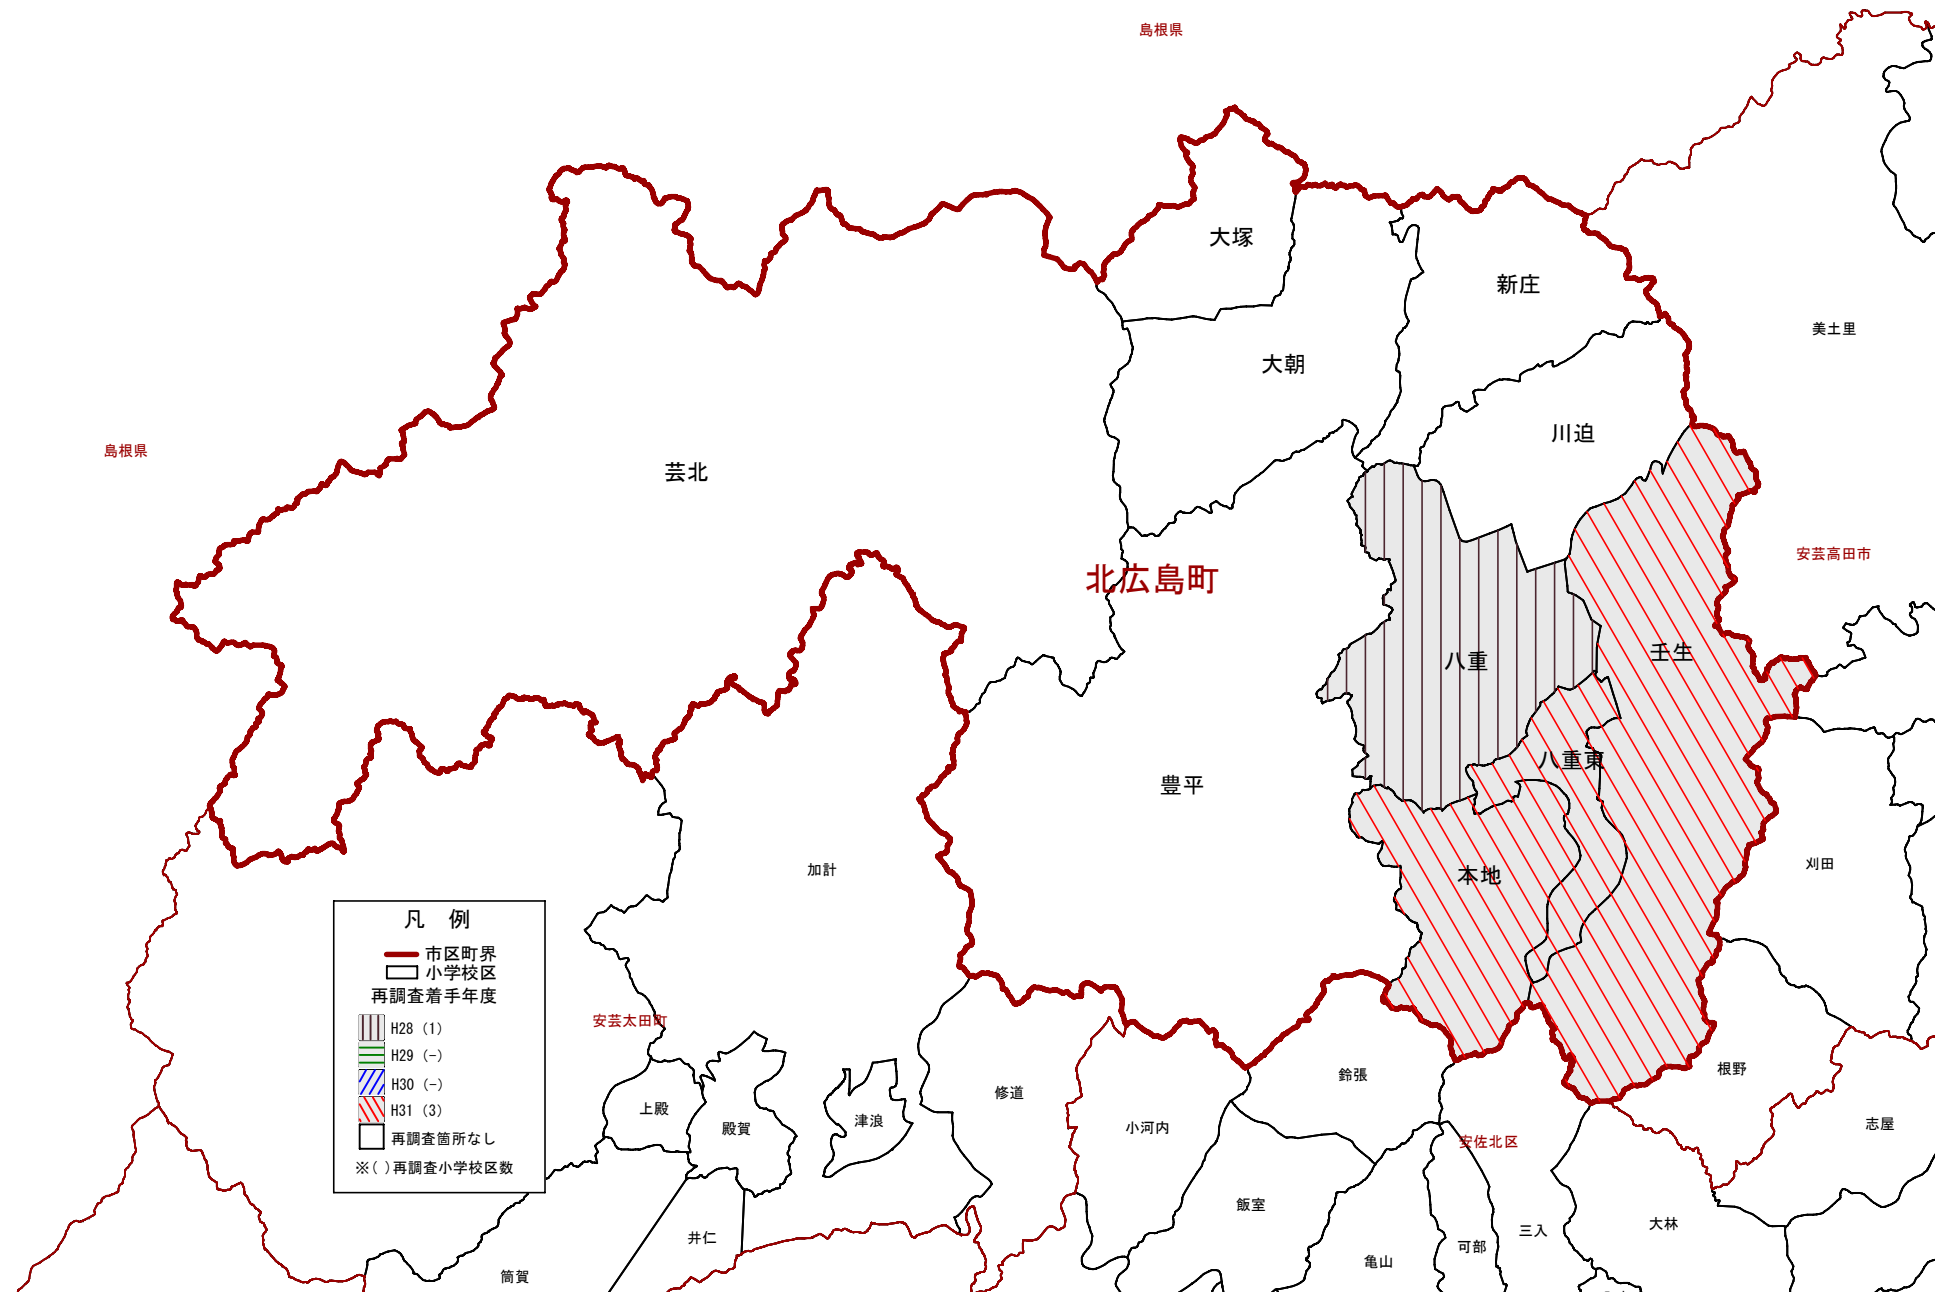 島根県
大塚
新庄
美土里
大朝
川迫
島根県
芸北
安芸高田市
北広島町
壬生
八重
八重東
豊平
加計
刈田
本地
凡 例
市区町界
小学校区
再調査着手年度
H28 (1)
H29 (-)
H30 (-)
H31 (3)
再調査箇所なし
※( )再調査小学校区数
安芸太田町
根野
鈴張
修道
上殿
津浪
殿賀
小河内
志屋
安佐北区
飯室
大林
三入
井仁
可部
亀山
筒賀